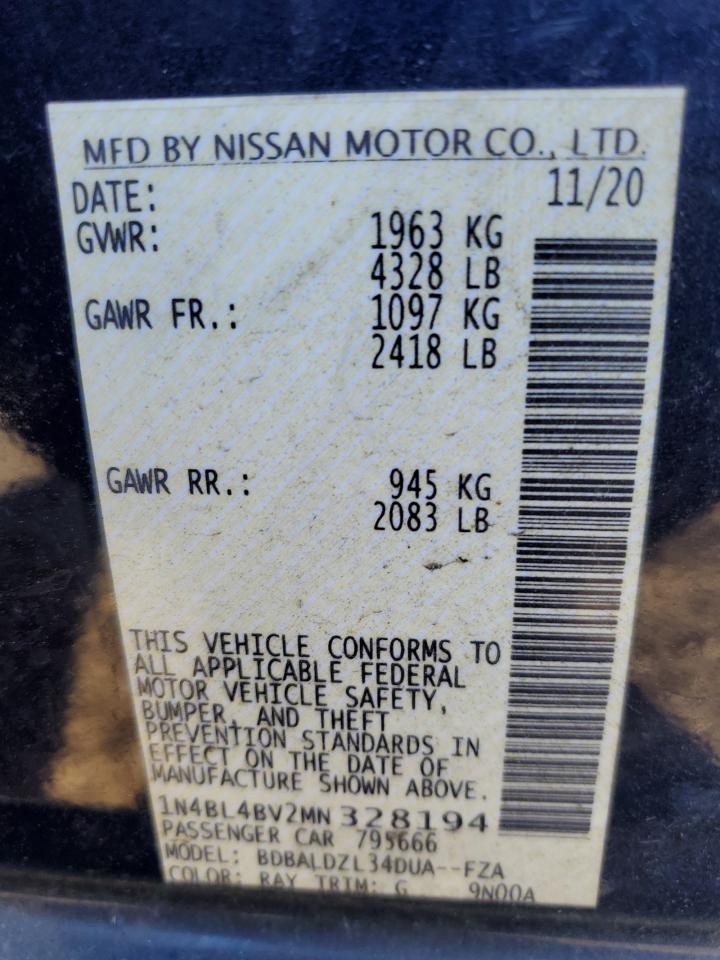 MFD BY NISSAN MOTOR CO., LTD.
DATE: 11/20
GVWR: 1963 KG
4328 LB
GAWR FR.: 1097 KG
2418 LB
GAWR RR.: 945 KG
2083 LB
THIS VEHICLE CONFORMS TO
ALL APPLICABLE FEDERAL
MOTOR VEHICLE SAFETY,
BUMPER, AND THEFT
PREVENTION STANDARDS IN
EFFECT ON THE DATE OF
MANUFACTURE SHOWN ABOVE.
1N4BL4BV2MN 328194
PASSENGER CAR 795666
MODEL: BDBALDZL34DUA--FZA
COLOR: RAY TRIM: G 9N00A